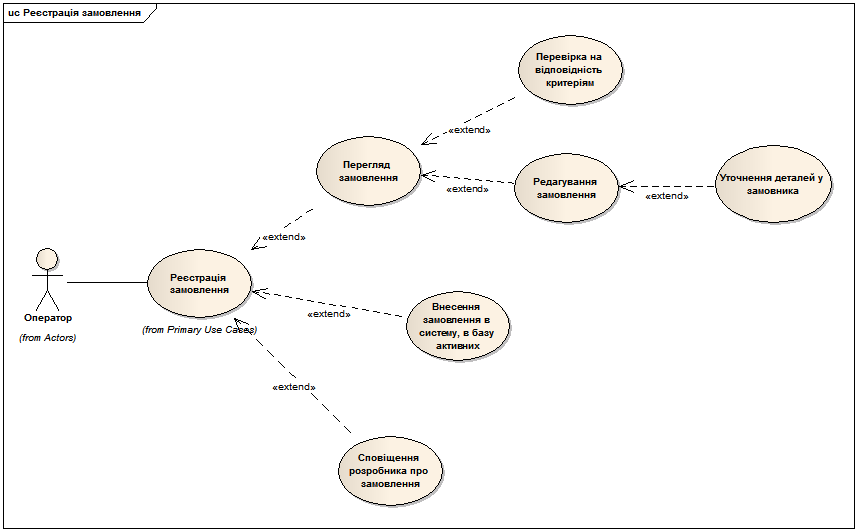 uc Реєстрація замовлення
Перевірка на
відповідність
критеріям
«extend»
Перегляд
замовлення
«extend»
Редагування
замовлення
«extend»
Уточнення деталей у
замовника
«extend»
Реєстрація
замовлення
(from Primary Use Cases)
Оператор
(from Actors)
«extend»
Внесення
замовлення в
систему, в базу
активних
«extend»
Сповіщення
розробника про
замовлення